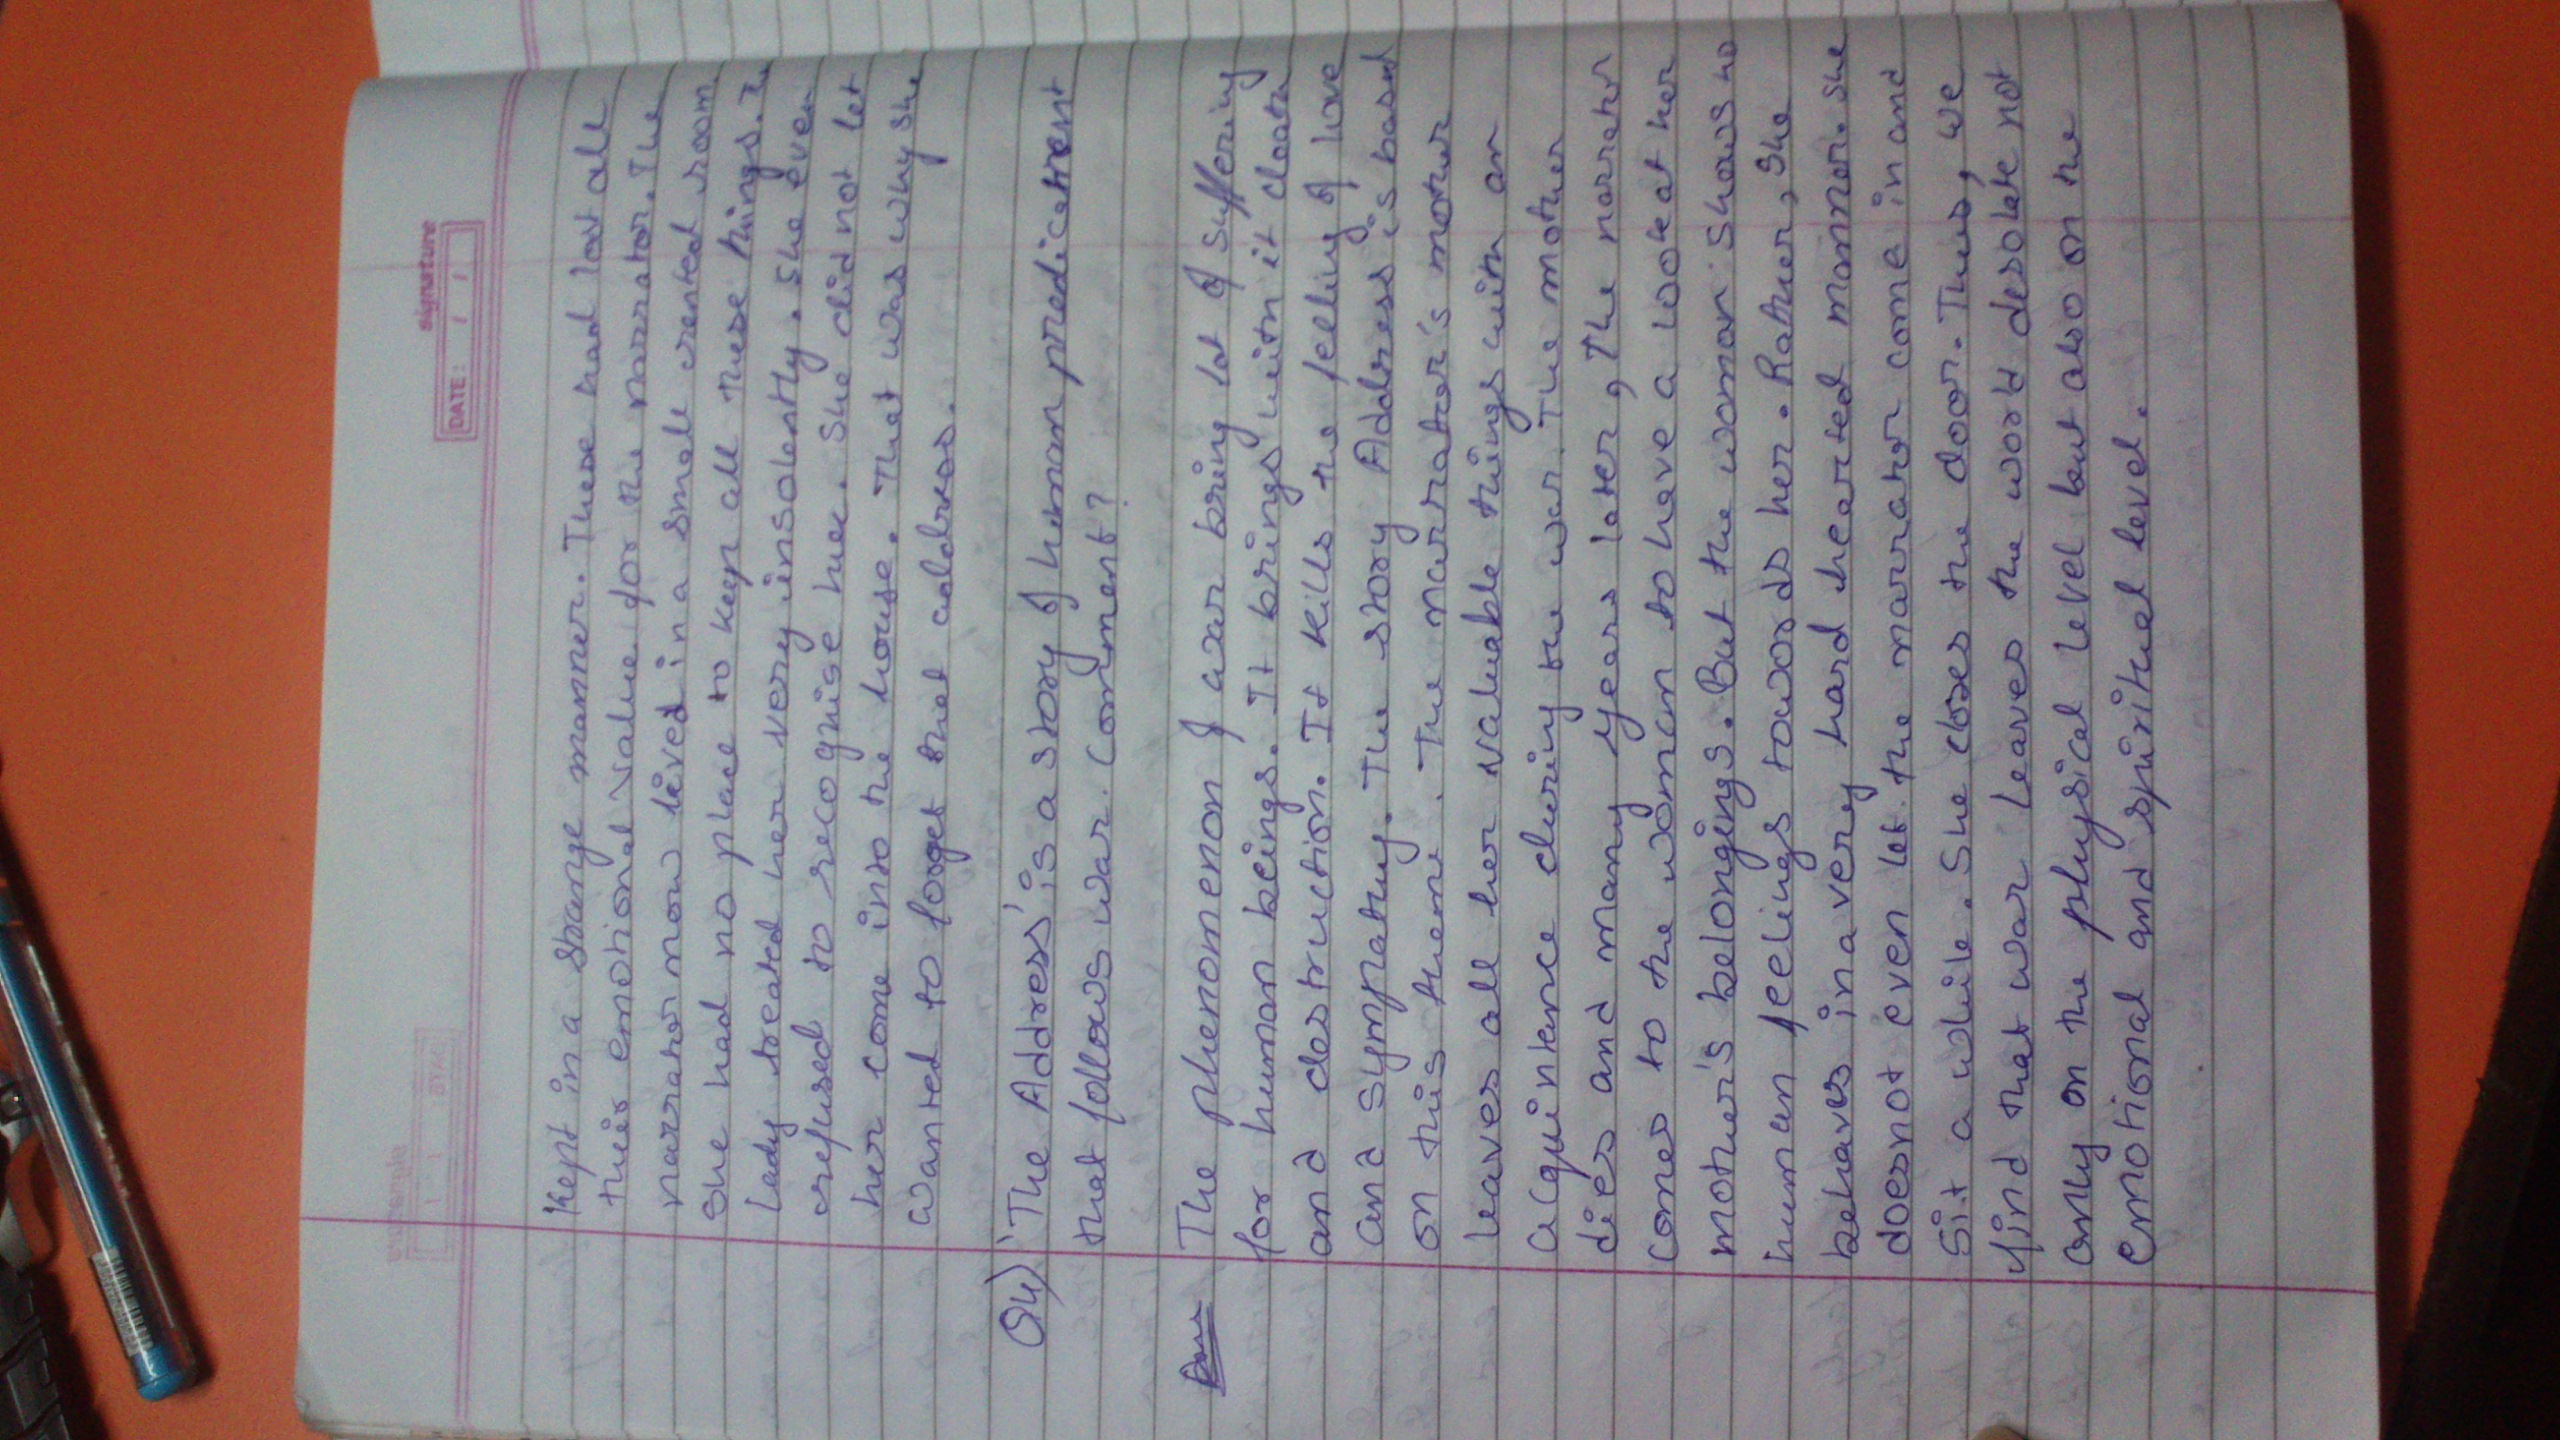 signature
DATE: / /
Kept in a strange manner. These had lost all
their emotional value for the narrator. The
narrator now lived in a small rented room.
She had no place to keep all these things. The
lady treated her very insolently. She even
refused to recognise her. She did not let
her come into the house. That was why she
wanted to forget that address.
Q4) 'The Address' is a story of human predicament
that follows war. Comment?
Ans The phenomenon of war bring lot of suffering
for human beings. It brings with it death
and destruction. It kills the feeling of love
and sympathy. The story Address is based
on this theme. The narrator's mother
leaves all her valuable things with an
acquintance during the war. The mother
dies and many years later, The narrator
comes to the woman to have a look at her
mother's belongings. But the woman shows no
human feelings towards her. Rather, she
behaves in a very hard hearted manner. She
doesnot even let the narrator come in and
sit a while. She closes the door. Thus, we
find that war leaves the world desolate not
only on the physical level but also on the
emotional and spiritual level.